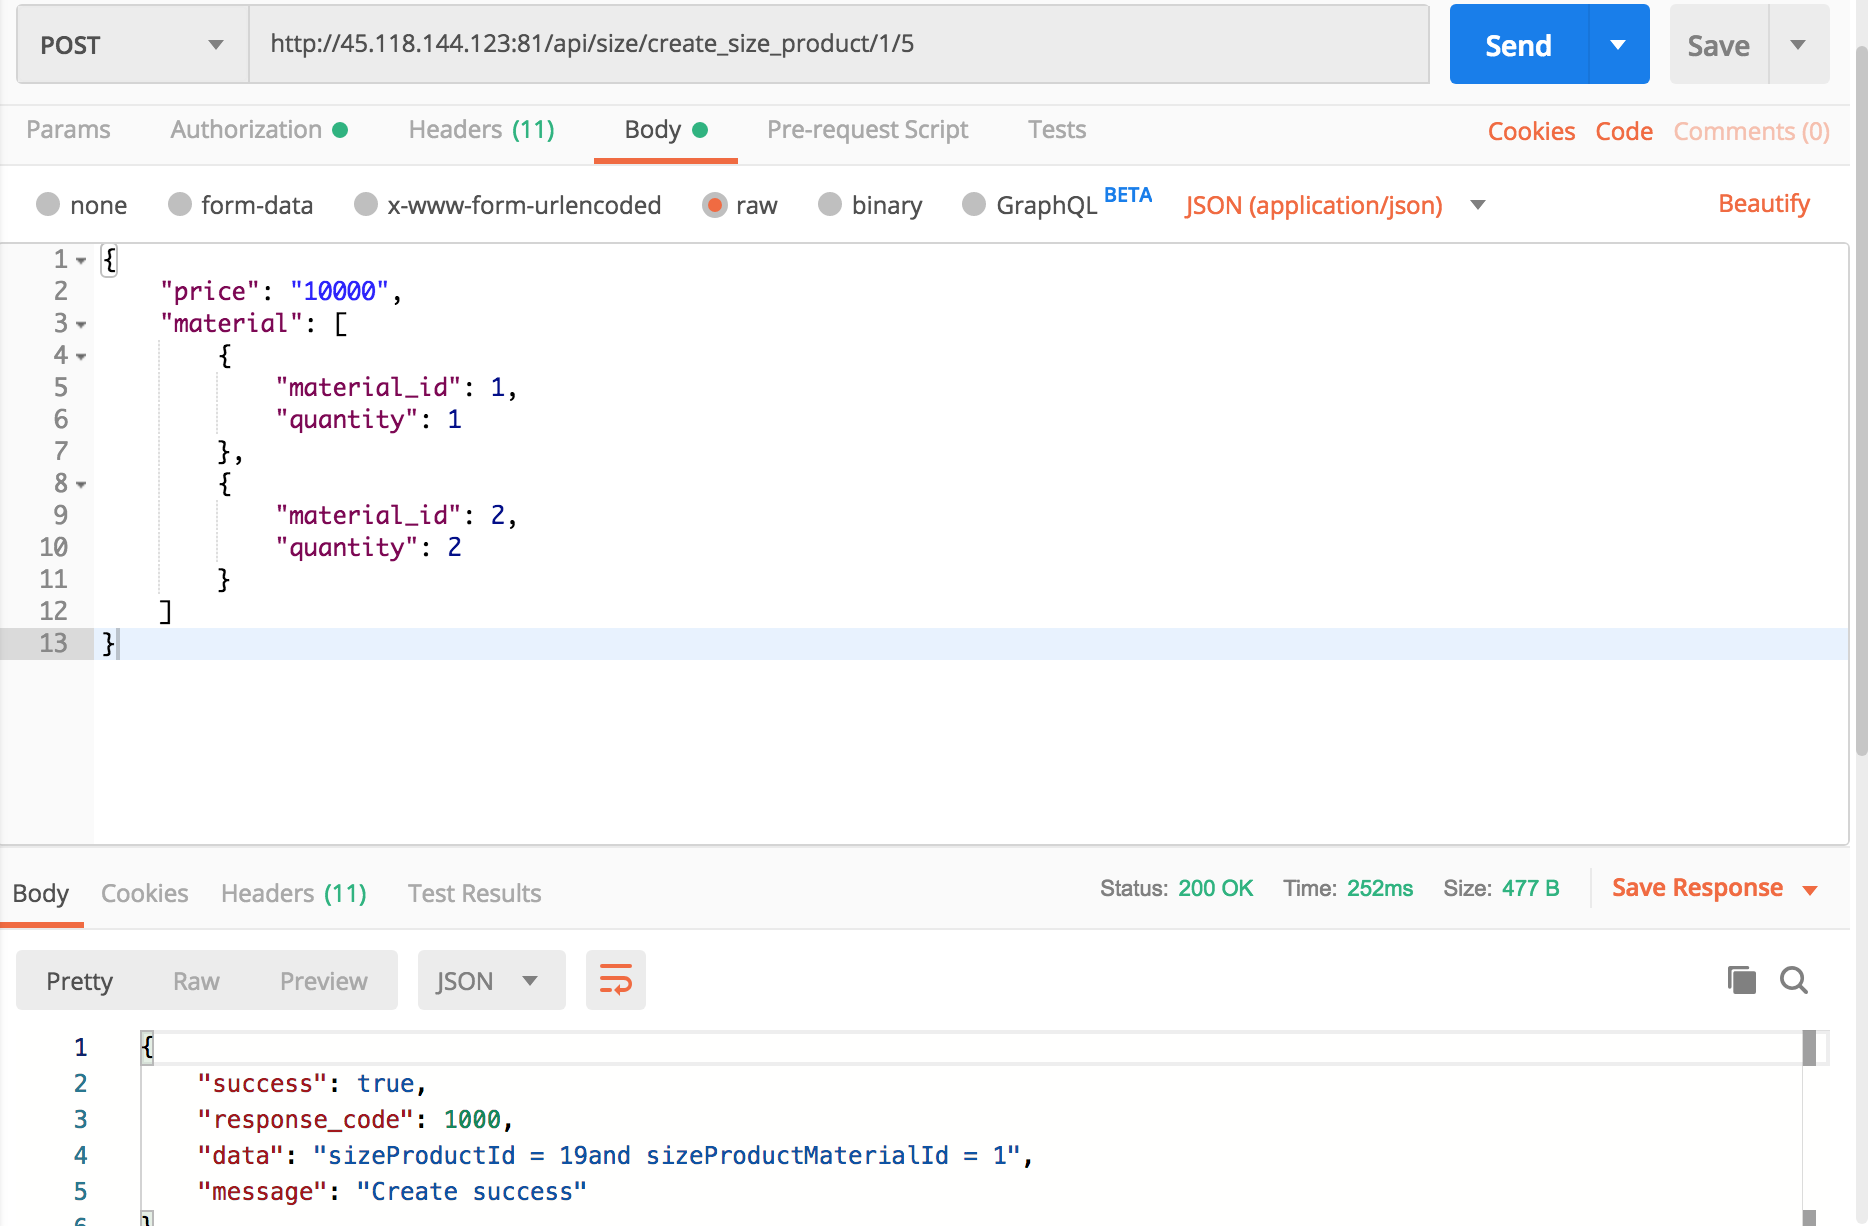 POST http://45.118.144.123:81/api/size/create_size_product/1/5 Send Save
Params Authorization Headers (11) Body Pre-request Script Tests Cookies Code Comments (0)
none form-data x-www-form-urlencoded raw binary GraphQL BETA JSON (application/json) Beautify
1 {
2 "price": "10000",
3 "material": [
4 {
5 "material_id": 1,
6 "quantity": 1
7 },
8 {
9 "material_id": 2,
10 "quantity": 2
11 }
12 ]
13 }
Body Cookies Headers (11) Test Results Status: 200 OK Time: 252ms Size: 477 B Save Response
Pretty Raw Preview JSON
1 {
2 "success": true,
3 "response_code": 1000,
4 "data": "sizeProductId = 19and sizeProductMaterialId = 1",
5 "message": "Create success"
6 }